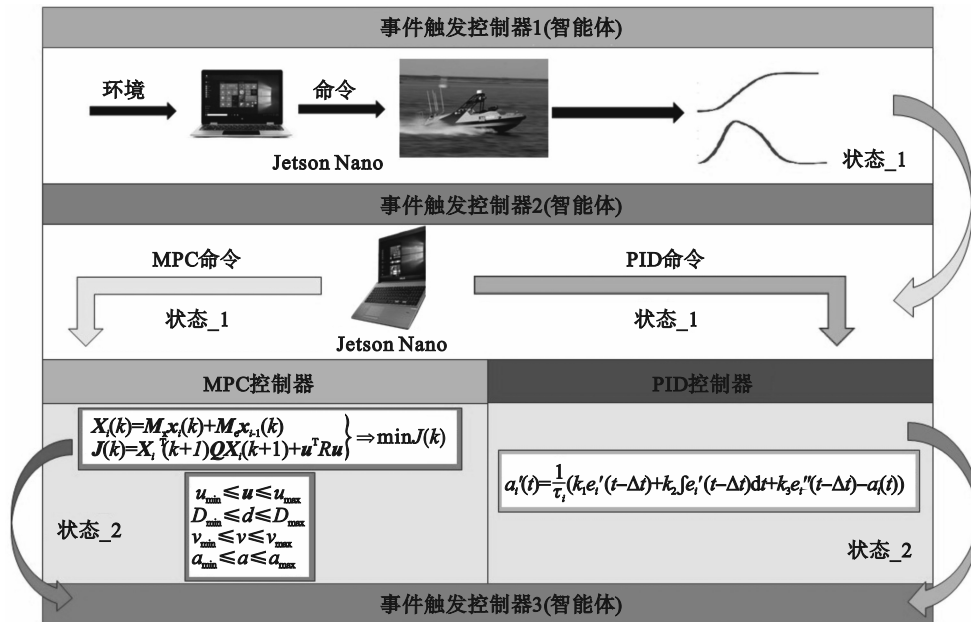 事件触发控制器1(智能体)
环境
命令
Jetson Nano
状态_1
事件触发控制器2(智能体)
MPC命令
PID命令
状态_1
状态_1
Jetson Nano
MPC控制器
PID控制器
X_i(k)=M_x x_i(k)+M_e x_{i-1}(k)
J(k)=X_i^T(k+1)QX_i(k+1)+u^T Ru
}⇒minJ(k)
u_min≤u≤u_max
D_min≤d≤D_max
v_min≤v≤v_max
a_min≤a≤a_max
a_i′(t)=1/τ_i(k_1e_i′(t-Δt)+k_2∫e_i′(t-Δt)dt+k_3e_i″(t-Δt)-a_i(t))
状态_2
状态_2
事件触发控制器3(智能体)